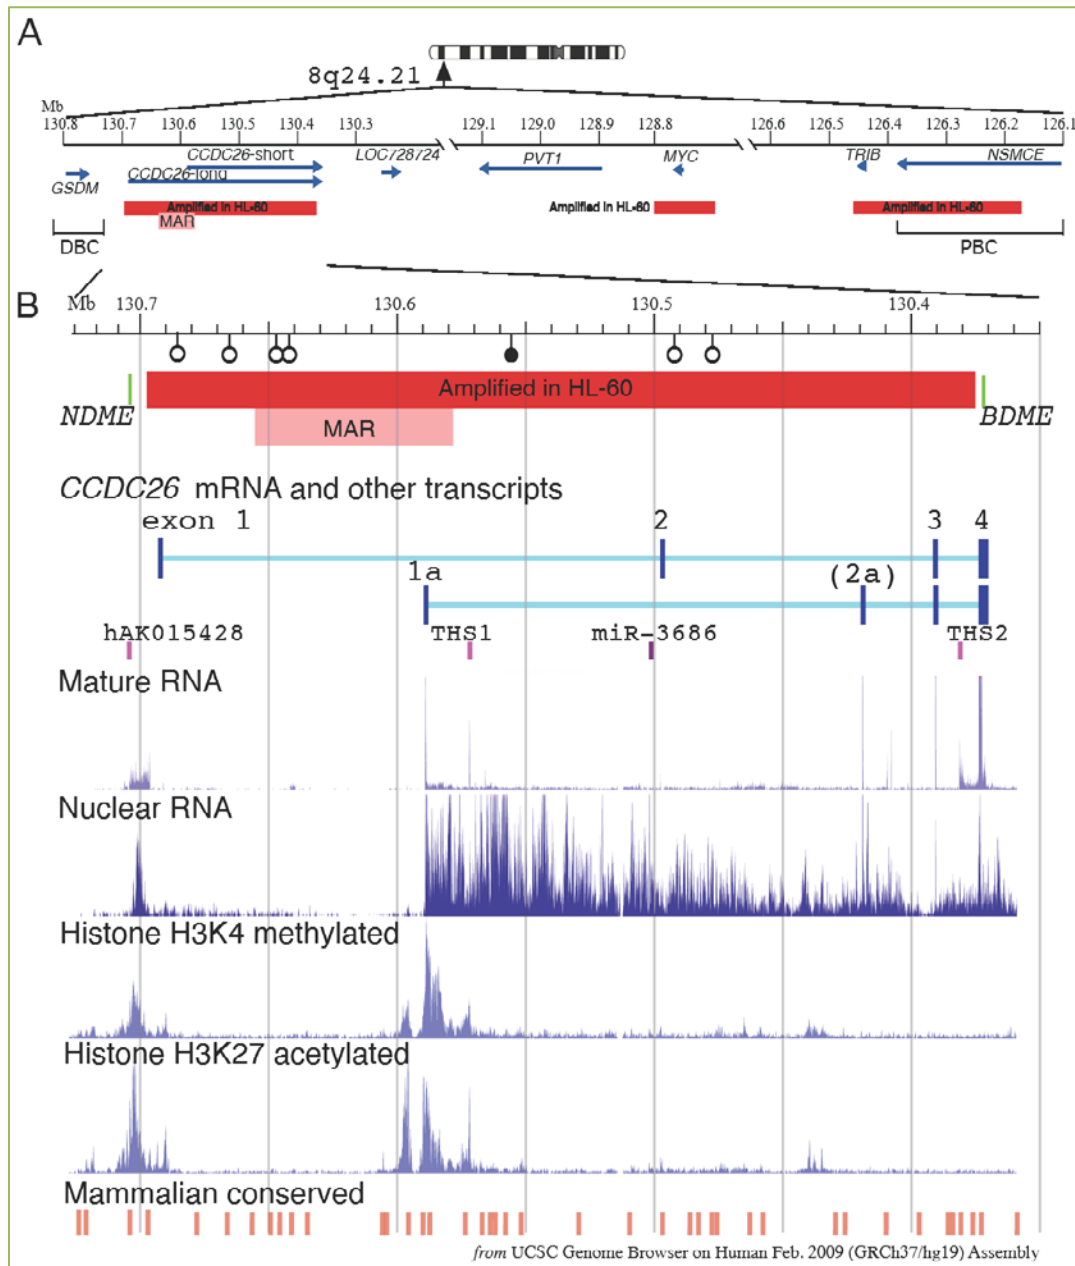 A
8q24.21
Mb
130.8 130.7 130.6 130.5 130.4 130.3 129.1 129.0 128.9 128.8 126.6 126.5 126.4 126.3 126.2 126.1
CCDC26-short LOC728724 PVT1 MYC TRIB NSMCE
GSDM CCDC26-long
Amplified in HL-60 Amplified in HL-60 Amplified in HL-60
MAR
DBC PBC
B Mb 130.7 130.6 130.5 130.4
Amplified in HL-60
NDME BDME
MAR
CCDC26 mRNA and other transcripts
exon 1 2 3 4
1a (2a)
hAK015428 THS1 miR-3686 THS2
Mature RNA
Nuclear RNA
Histone H3K4 methylated
Histone H3K27 acetylated
Mammalian conserved
from UCSC Genome Browser on Human Feb. 2009 (GRCh37/hg19) Assembly